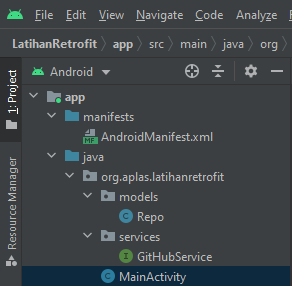 File Edit View Navigate Code Analyze
LatihanRetrofit app src main java org
1: Project
Android
app
manifests
MF
AndroidManifest.xml
java
org.aplas.latihanretrofit
models
C Repo
services
I GitHubService
C MainActivity
Resource Manager